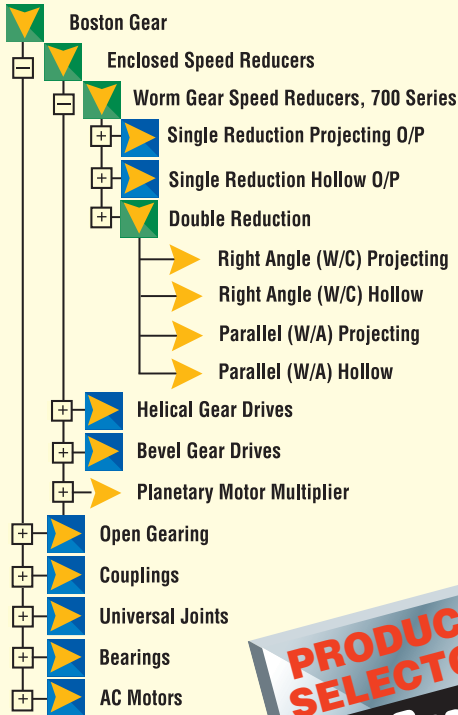 Boston Gear
Enclosed Speed Reducers
Worm Gear Speed Reducers, 700 Series
Single Reduction Projecting O/P
Single Reduction Hollow O/P
Double Reduction
Right Angle (W/C) Projecting
Right Angle (W/C) Hollow
Parallel (W/A) Projecting
Parallel (W/A) Hollow
Helical Gear Drives
Bevel Gear Drives
Planetary Motor Multiplier
Open Gearing
Couplings
Universal Joints
Bearings
AC Motors
PRODUC
SELECTO